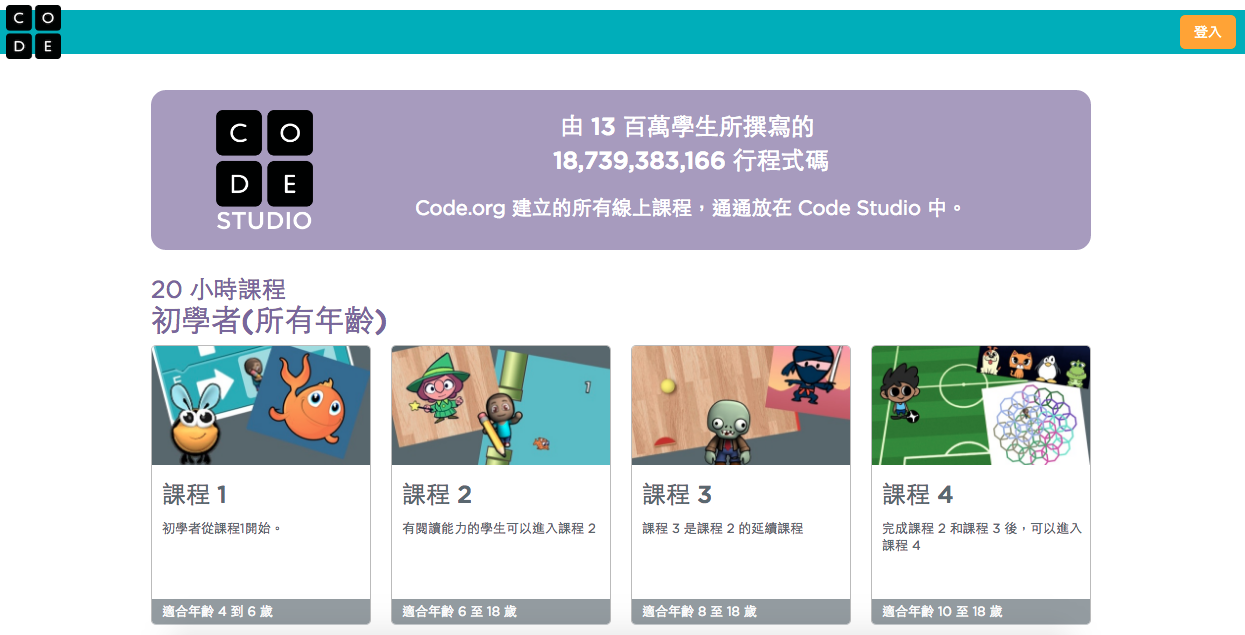 C O
D E
登入
C O
D E
STUDIO
由 13 百萬學生所撰寫的
18,739,383,166 行程式碼
Code.org 建立的所有線上課程，通通放在 Code Studio 中。
20 小時課程
初學者(所有年齡)
1
課程 1
初學者從課程1開始。
適合年齡 4 到 6 歲
課程 2
有閱讀能力的學生可以進入課程 2
適合年齡 6 至 18 歲
課程 3
課程 3 是課程 2 的延續課程
適合年齡 8 至 18 歲
課程 4
完成課程 2 和課程 3 後，可以進入
課程 4
適合年齡 10 至 18 歲